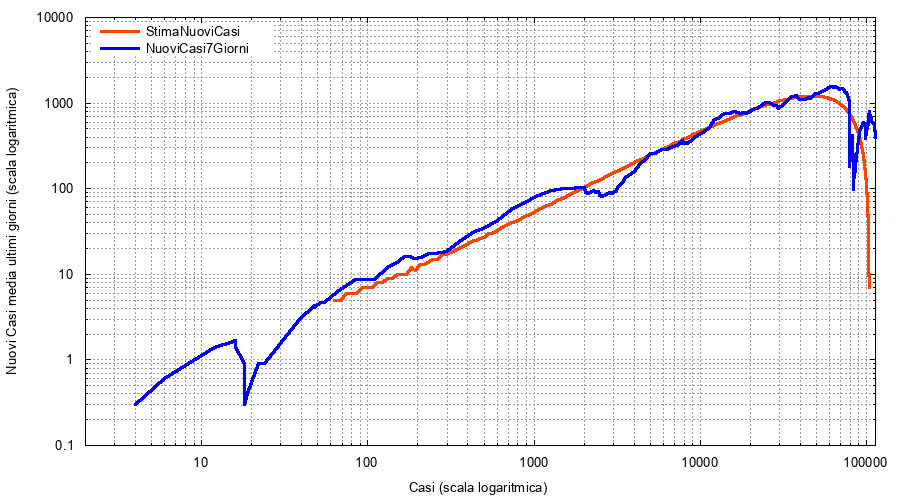 StimaNuoviCasi
NuoviCasi7Giorni
Nuovi Casi media ultimi giorni (scala logaritmica)
10000
1000
100
10
1
0.1
10
100
1000
10000
100000
Casi (scala logaritmica)